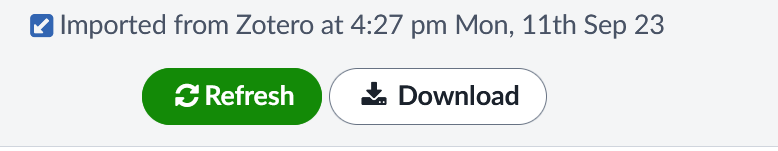 Imported from Zotero at 4:27 pm Mon, 11th Sep 23
Refresh Download